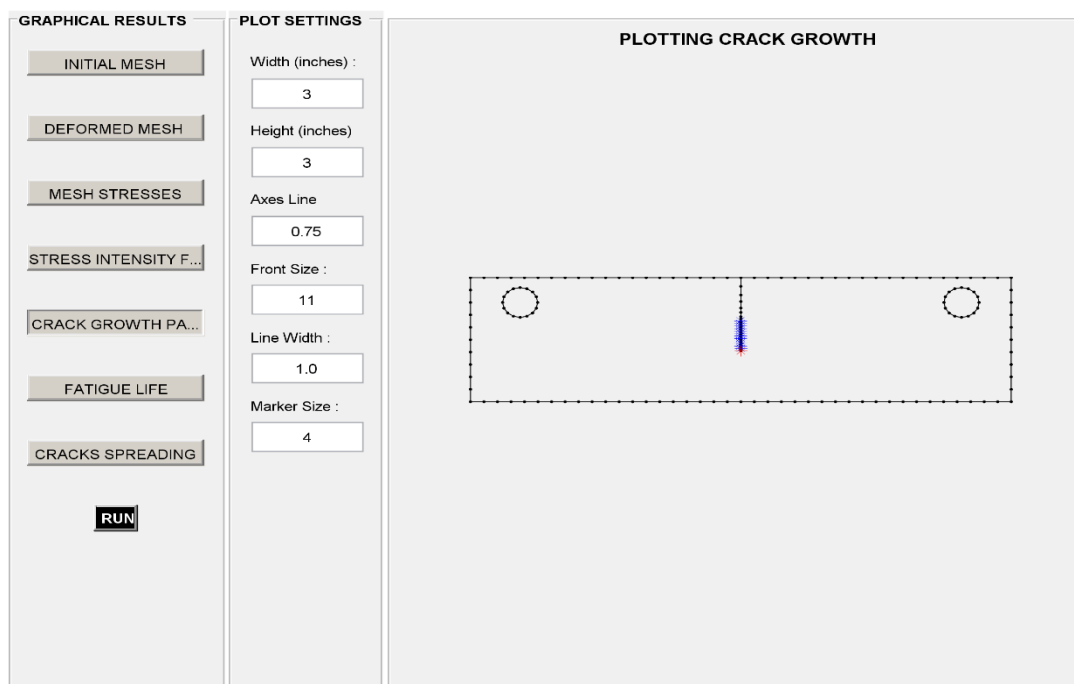 GRAPHICAL RESULTS
INITIAL MESH
DEFORMED MESH
MESH STRESSES
STRESS INTENSITY F...
CRACK GROWTH PA...
FATIGUE LIFE
CRACKS SPREADING
RUN
PLOT SETTINGS
Width (inches) :
3
Height (inches)
3
Axes Line
0.75
Front Size :
11
Line Width :
1.0
Marker Size :
4
PLOTTING CRACK GROWTH